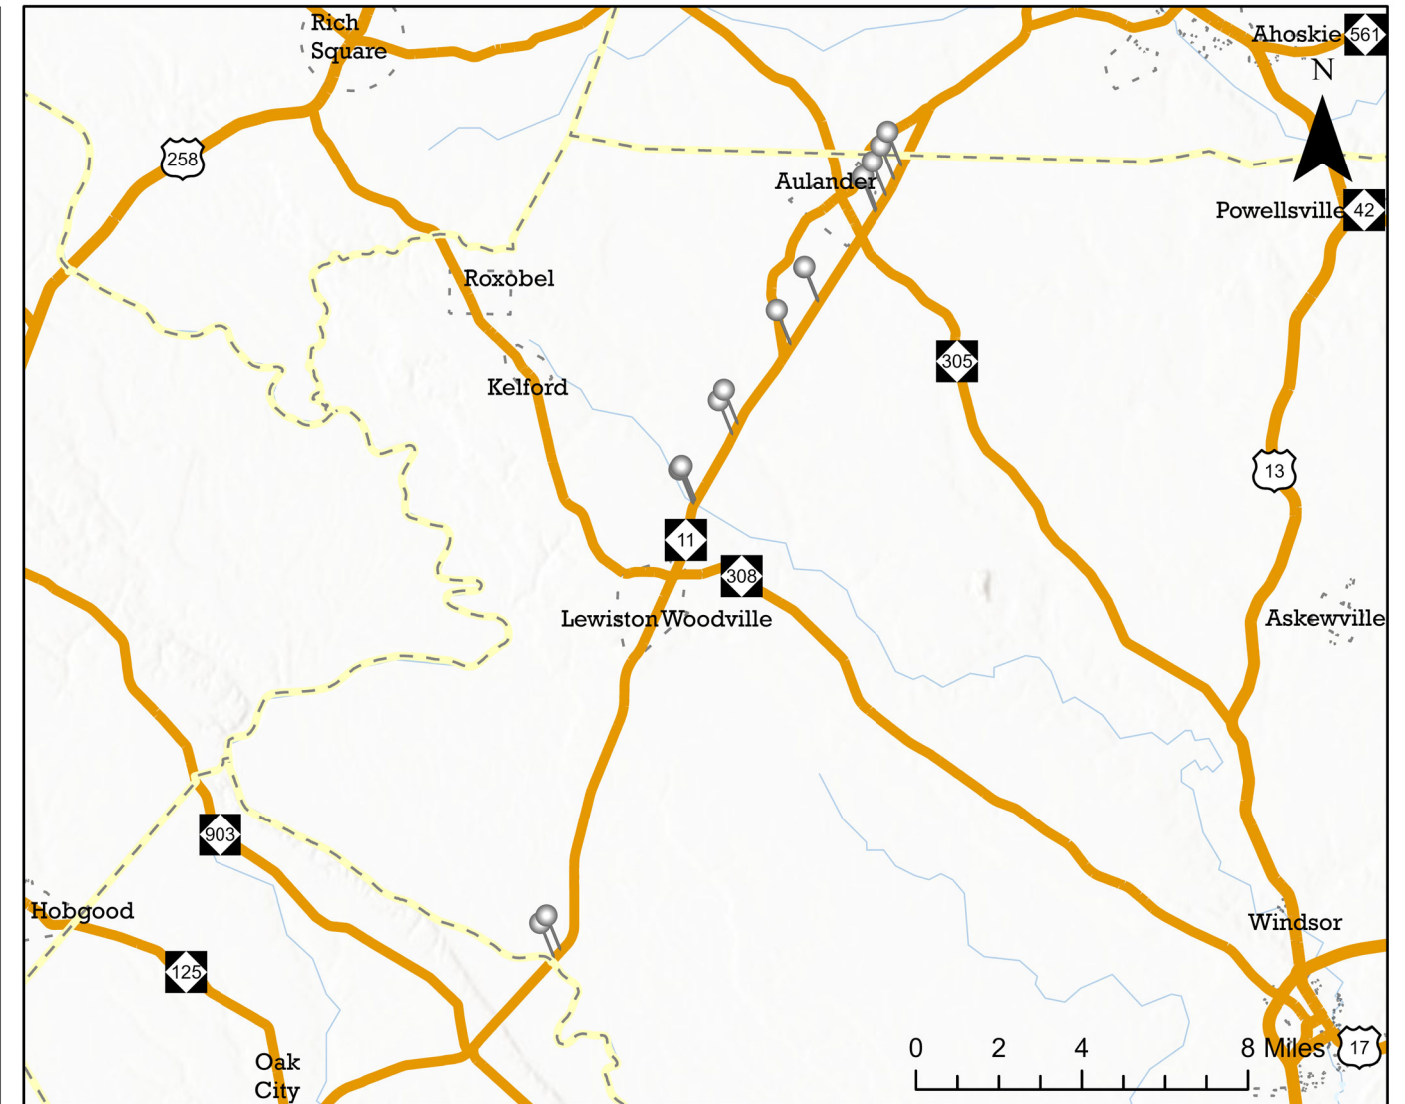 Rich
Square
Ahoskie
561
N
258
Aulander
Powellsville
42
Roxobel
305
Kelford
13
11
308
Lewiston Woodville
Askewville
903
Hobgood
Windsor
125
0 2 4 8 Miles
17
Oak
City